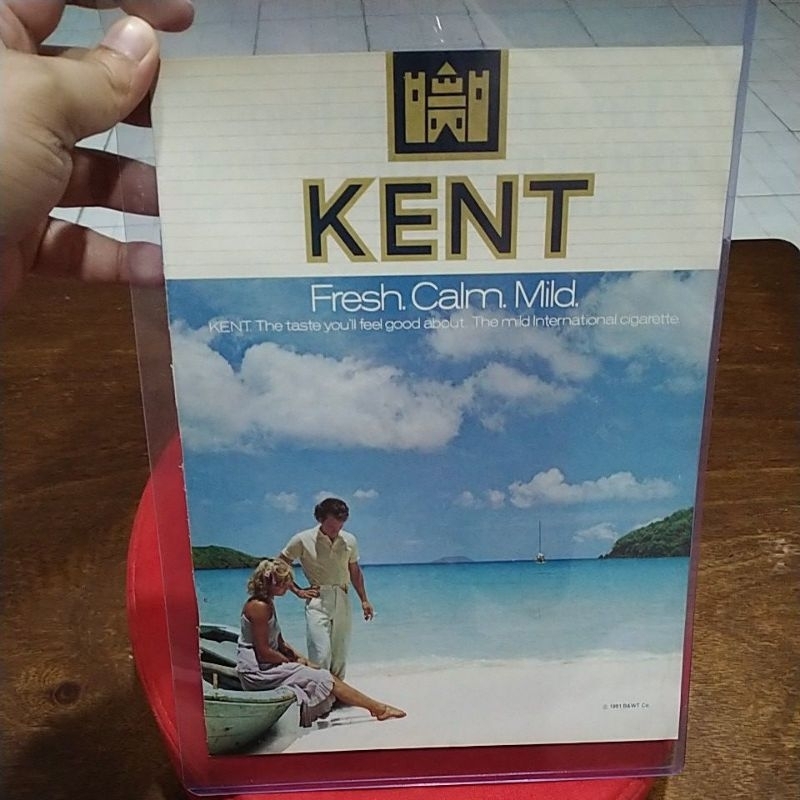 KENT
Fresh. Calm. Mild.
KENT. The taste you'll feel good about. The mild International cigarette.
© 1981 B&WT Co.